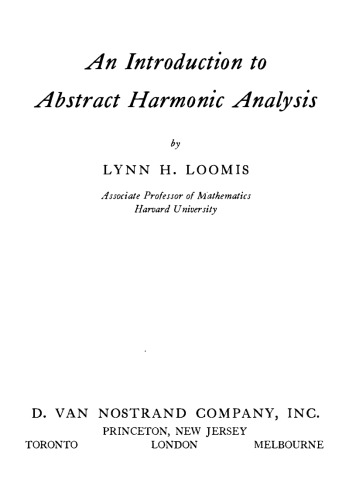 An Introduction to
Abstract Harmonic Analysis
by
LYNN H. LOOMIS
Associate Professor of Mathematics
Harvard University
D. VAN NOSTRAND COMPANY, INC.
PRINCETON, NEW JERSEY
TORONTO LONDON MELBOURNE